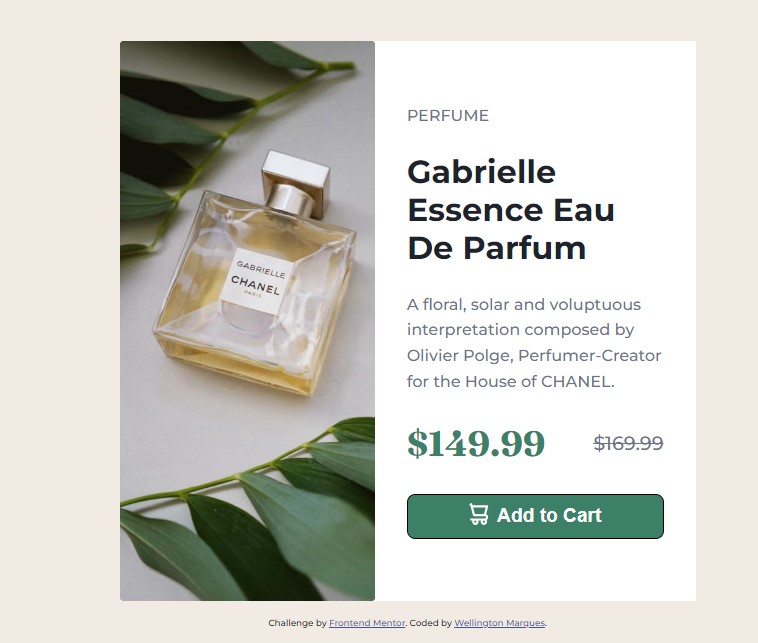 GABRIELLE
CHANEL
PARIS
PERFUME
Gabrielle
Essence Eau
De Parfum
A floral, solar and voluptuous
interpretation composed by
Olivier Polge, Perfumer-Creator
for the House of CHANEL.
$149.99 $169.99
Add to Cart
Challenge by Frontend Mentor. Coded by Wellington Marques.